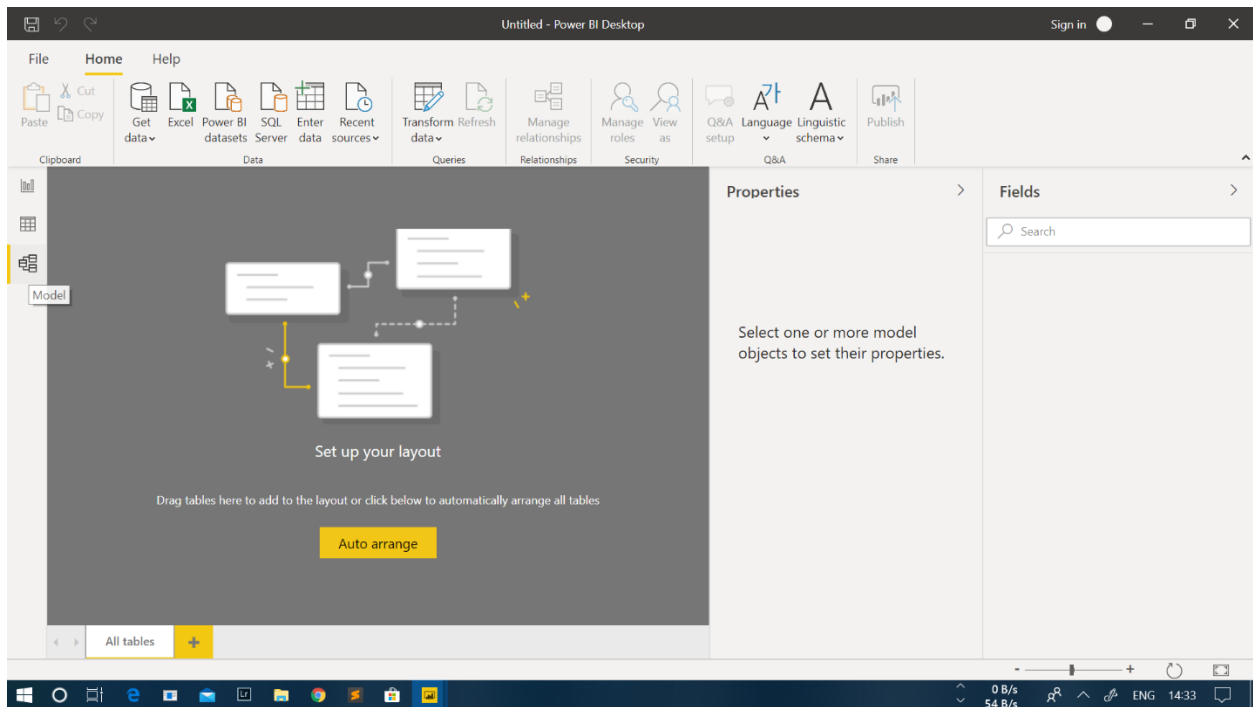 Untitled - Power BI Desktop
Sign in
File Home Help
Paste
Cut
Copy
Get data
Excel
Power BI datasets
SQL Server
Enter data
Recent sources
Transform data
Refresh
Manage relationships
Manage roles
View as
Q&A setup
Language
Linguistic schema
Publish
Clipboard
Data
Queries
Relationships
Security
Q&A
Share
Model
Set up your layout
Drag tables here to add to the layout or click below to automatically arrange all tables
Auto arrange
Properties
Select one or more model
objects to set their properties.
Fields
Search
All tables
+
- +
Lr
0 B/s
54 B/s
ENG 14:33